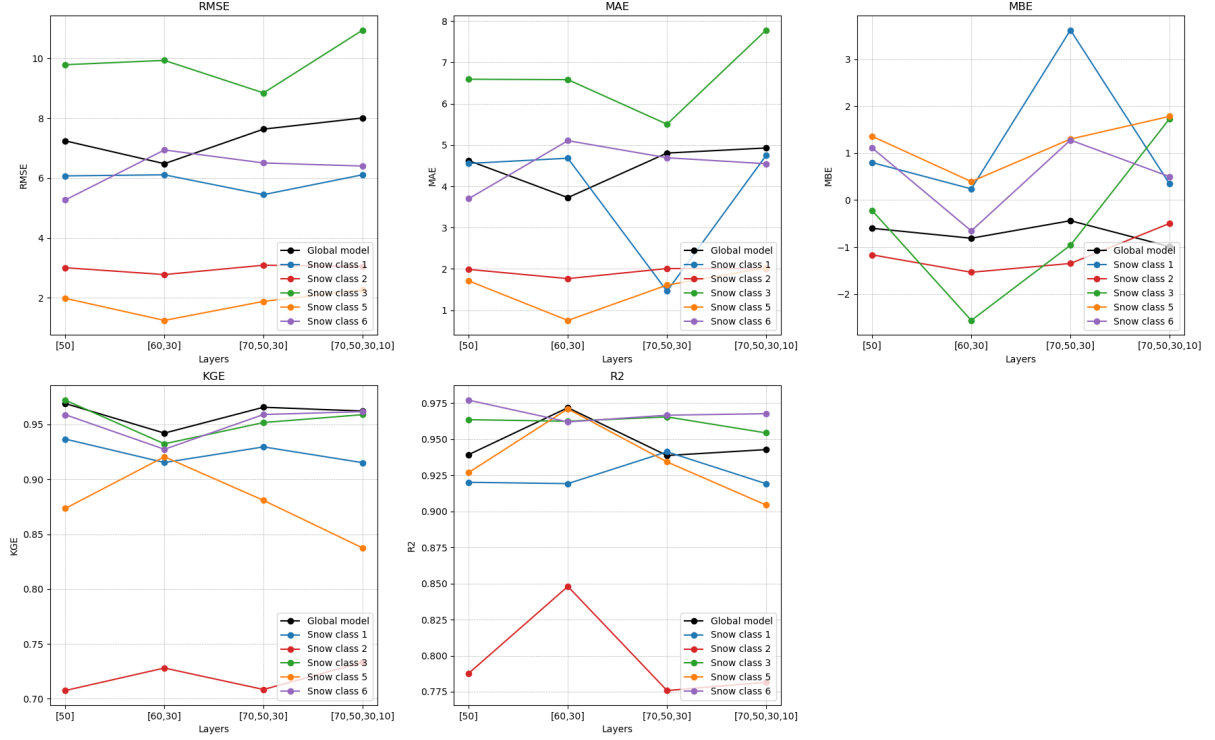 RMSE
RMSE
10
8
6
4
2
[50]
[60,30]
[70,50,30]
[70,50,30,10]
Layers
Global model
Snow class 1
Snow class 2
Snow class 3
Snow class 5
Snow class 6
MAE
MAE
8
7
6
5
4
3
2
1
[50]
[60,30]
[70,50,30]
[70,50,30,10]
Layers
Global model
Snow class 1
Snow class 2
Snow class 3
Snow class 5
Snow class 6
MBE
MBE
3
2
1
0
−1
−2
[50]
[60,30]
[70,50,30]
[70,50,30,10]
Layers
Global model
Snow class 1
Snow class 2
Snow class 3
Snow class 5
Snow class 6
KGE
KGE
0.95
0.90
0.85
0.80
0.75
0.70
[50]
[60,30]
[70,50,30]
[70,50,30,10]
Layers
Global model
Snow class 1
Snow class 2
Snow class 3
Snow class 5
Snow class 6
R2
R2
0.975
0.950
0.925
0.900
0.875
0.850
0.825
0.800
0.775
[50]
[60,30]
[70,50,30]
[70,50,30,10]
Layers
Global model
Snow class 1
Snow class 2
Snow class 3
Snow class 5
Snow class 6